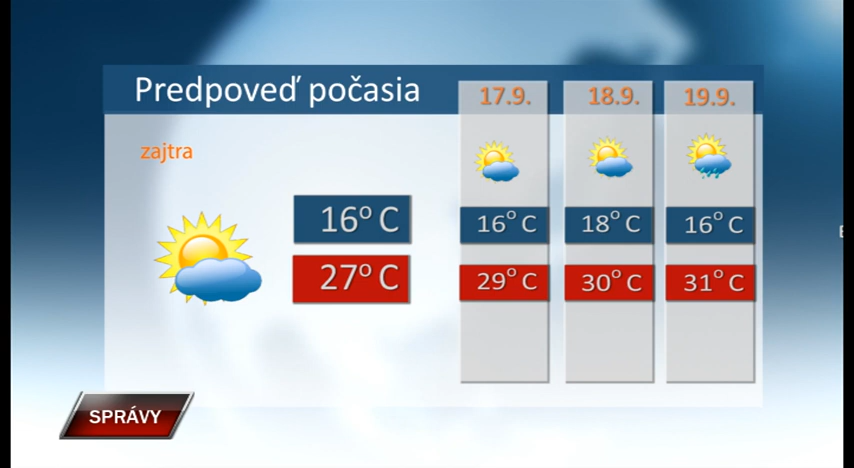 Predpoveď počasia
zajtra
16° C
27° C
17.9.
16° C
29° C
18.9.
18° C
30° C
19.9.
16° C
31° C
SPRÁVY